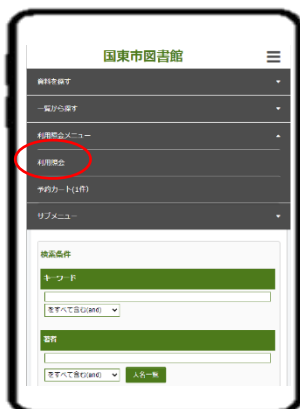 国東市図書館
資料を探す
一覧から探す
利用照会メニュー
利用照会
予約カート(1件)
サブメニュー
検索条件
キーワード
をすべて含む(and)
著者
をすべて含む(and) 人名一覧